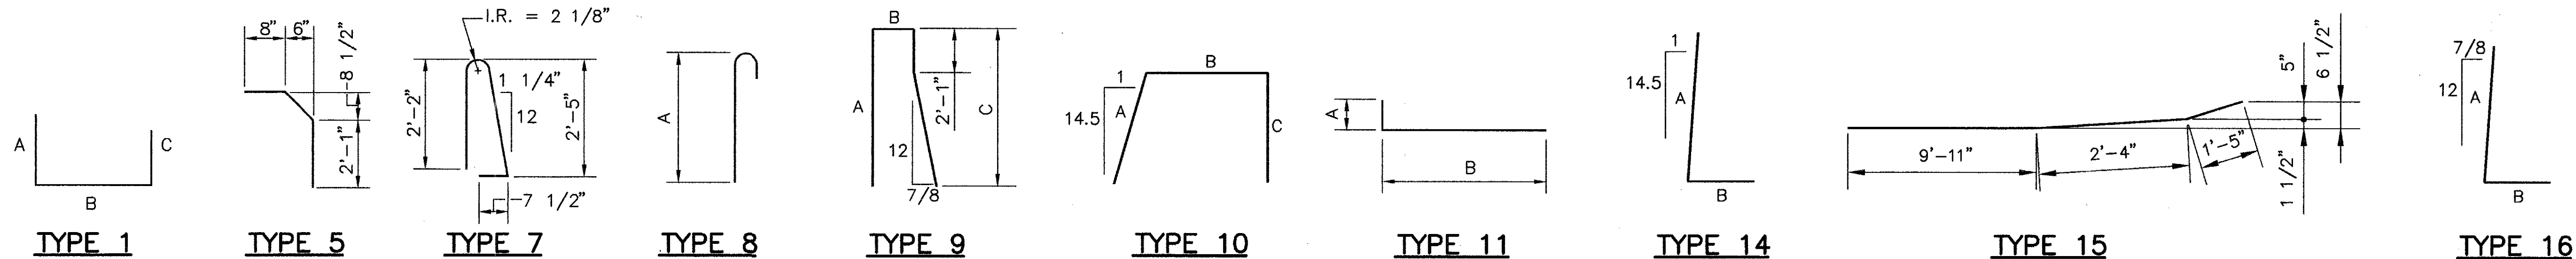 A
B
C
TYPE 1
8"
6"
8 1/2"
2'-1"
TYPE 5
I.R. = 2 1/8"
2'-2"
1 1/4"
12
2'-5"
7 1/2"
TYPE 7
A
TYPE 8
B
A
2'-1"
C
12
7/8
TYPE 9
1
14.5
A
B
C
TYPE 10
A
B
TYPE 11
1
14.5
A
B
TYPE 14
9'-11"
2'-4"
1'-5"
5"
6 1/2"
1 1/2"
TYPE 15
7/8
12
A
B
TYPE 16